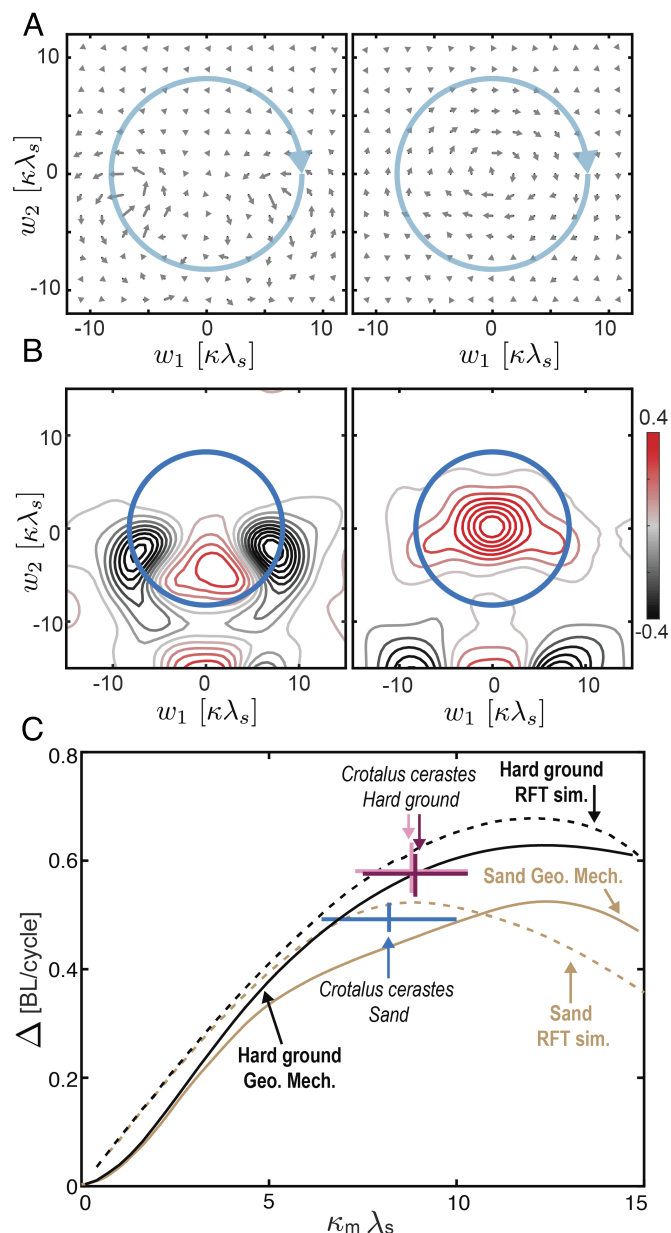 A
10
0
-10
w2 [κλs]
-10
0
10
-10
0
10
w1 [κλs]
w1 [κλs]
B
0.4
10
0
-10
w2 [κλs]
-0.4
-10
0
10
-10
0
10
w1 [κλs]
w1 [κλs]
C
0.8
Crotalus cerastes
Hard ground
Hard ground
RFT sim.
0.6
Sand Geo. Mech.
Δ [BL/cycle]
0.4
Crotalus cerastes
Sand
Sand
RFT sim.
Hard ground
Geo. Mech.
0.2
0
0
5
10
15
κm λs